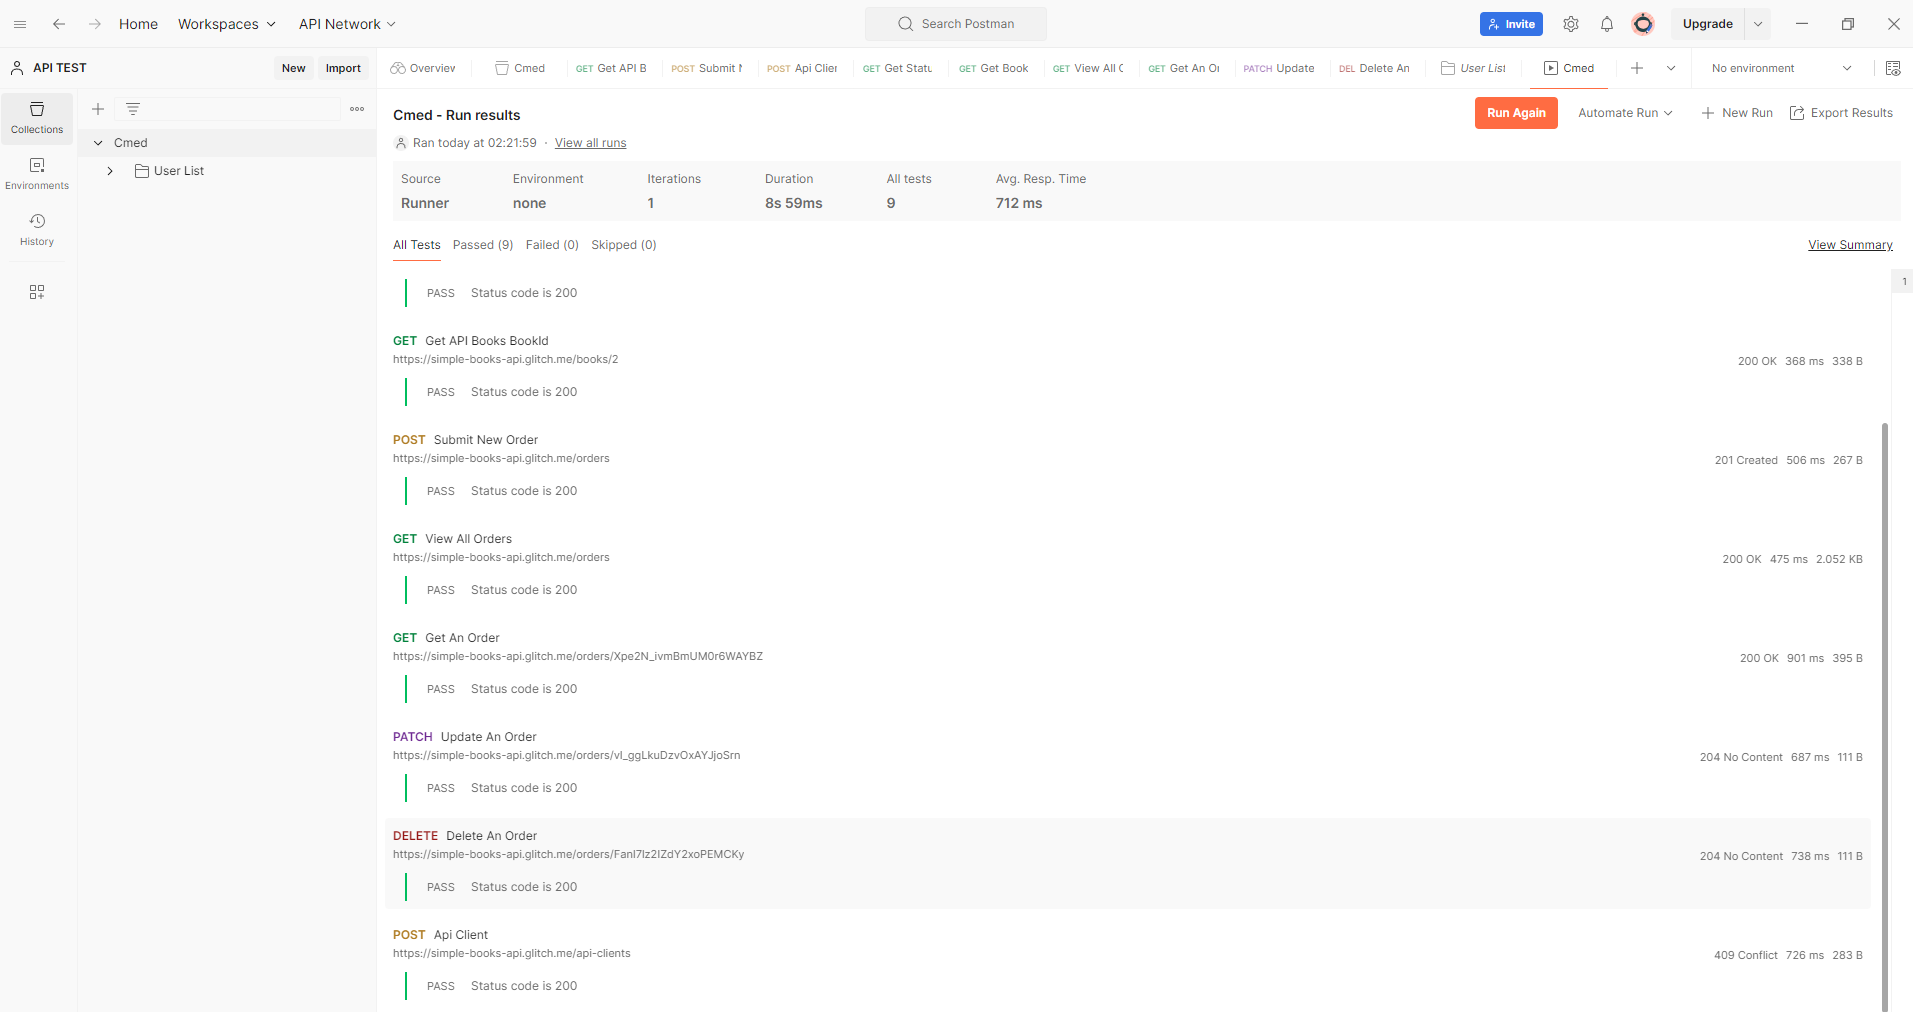 Home Workspaces API Network Search Postman Invite Upgrade
API TEST New Import Overview Cmed GET Get API B POST Submit N POST Api Clien GET Get Statu GET Get Book GET View All C GET Get An Or PATCH Update DEL Delete An User List Cmed No environment
Collections
Environments
History
Cmed
User List
Cmed - Run results
Run Again Automate Run New Run Export Results
Ran today at 02:21:59 · View all runs
Source Environment Iterations Duration All tests Avg. Resp. Time
Runner none 1 8s 59ms 9 712 ms
All Tests Passed (9) Failed (0) Skipped (0) View Summary
1
PASS Status code is 200
GET Get API Books BookId
https://simple-books-api.glitch.me/books/2
200 OK 368 ms 338 B
PASS Status code is 200
POST Submit New Order
https://simple-books-api.glitch.me/orders
201 Created 506 ms 267 B
PASS Status code is 200
GET View All Orders
https://simple-books-api.glitch.me/orders
200 OK 475 ms 2.052 KB
PASS Status code is 200
GET Get An Order
https://simple-books-api.glitch.me/orders/Xpe2N_ivmBmUM0r6WAYBZ
200 OK 901 ms 395 B
PASS Status code is 200
PATCH Update An Order
https://simple-books-api.glitch.me/orders/vI_ggLkuDzvOxAYJjoSrn
204 No Content 687 ms 111 B
PASS Status code is 200
DELETE Delete An Order
https://simple-books-api.glitch.me/orders/FanI7Iz2IZdY2xoPEMCKy
204 No Content 738 ms 111 B
PASS Status code is 200
POST Api Client
https://simple-books-api.glitch.me/api-clients
409 Conflict 726 ms 283 B
PASS Status code is 200